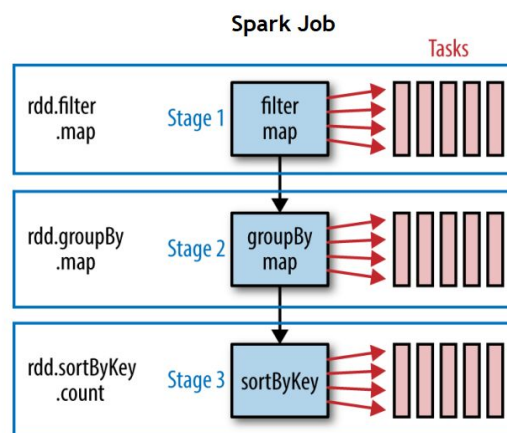 Spark Job
Tasks
rdd.filter
.map
Stage 1
filter
map
rdd.groupBy
.map
Stage 2
groupBy
map
rdd.sortByKey
.count
Stage 3
sortByKey